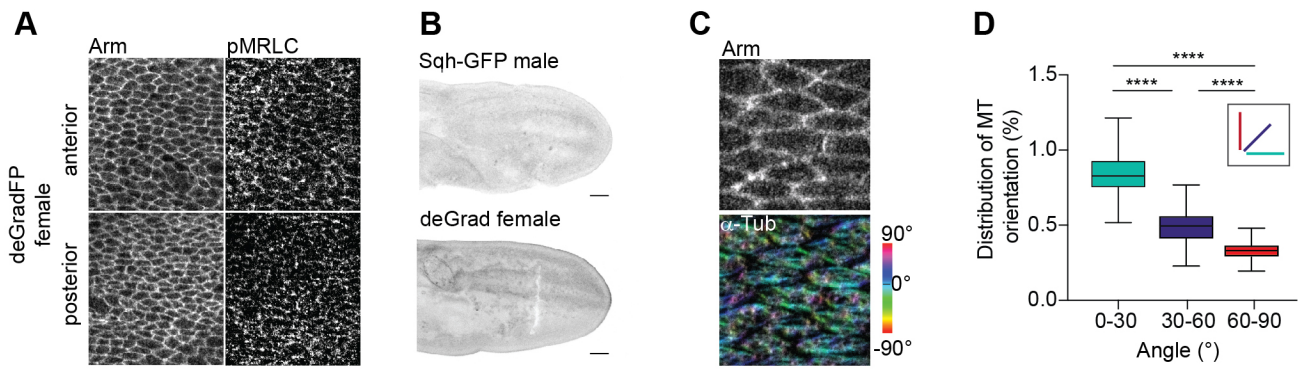 A
Arm
pMRLC
deGradFP
female
anterior
posterior
B
Sqh-GFP male
deGrad female
C
Arm
α-Tub
90°
0°
-90°
D
Distribution of MT
orientation (%)
1.5
1.0
0.5
0.0
****
****
****
0-30
30-60
60-90
Angle (°)